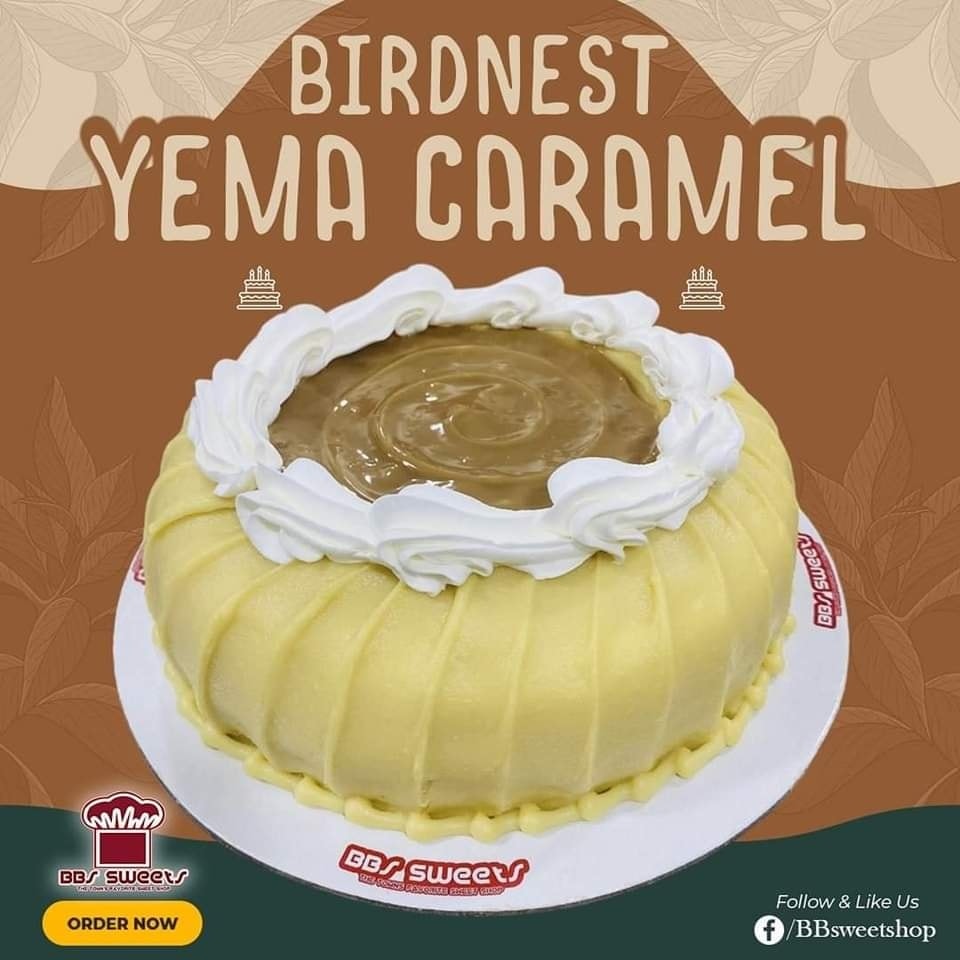 BIRDNEST
YEMA CARAMEL
BBS SWEETS
BBS SWEETS
THE TOWN'S FAVORITE SWEET SHOP
BBS SWEETS
THE TOWN'S FAVORITE SWEET SHOP
ORDER NOW
Follow & Like Us
f/BBsweetshop